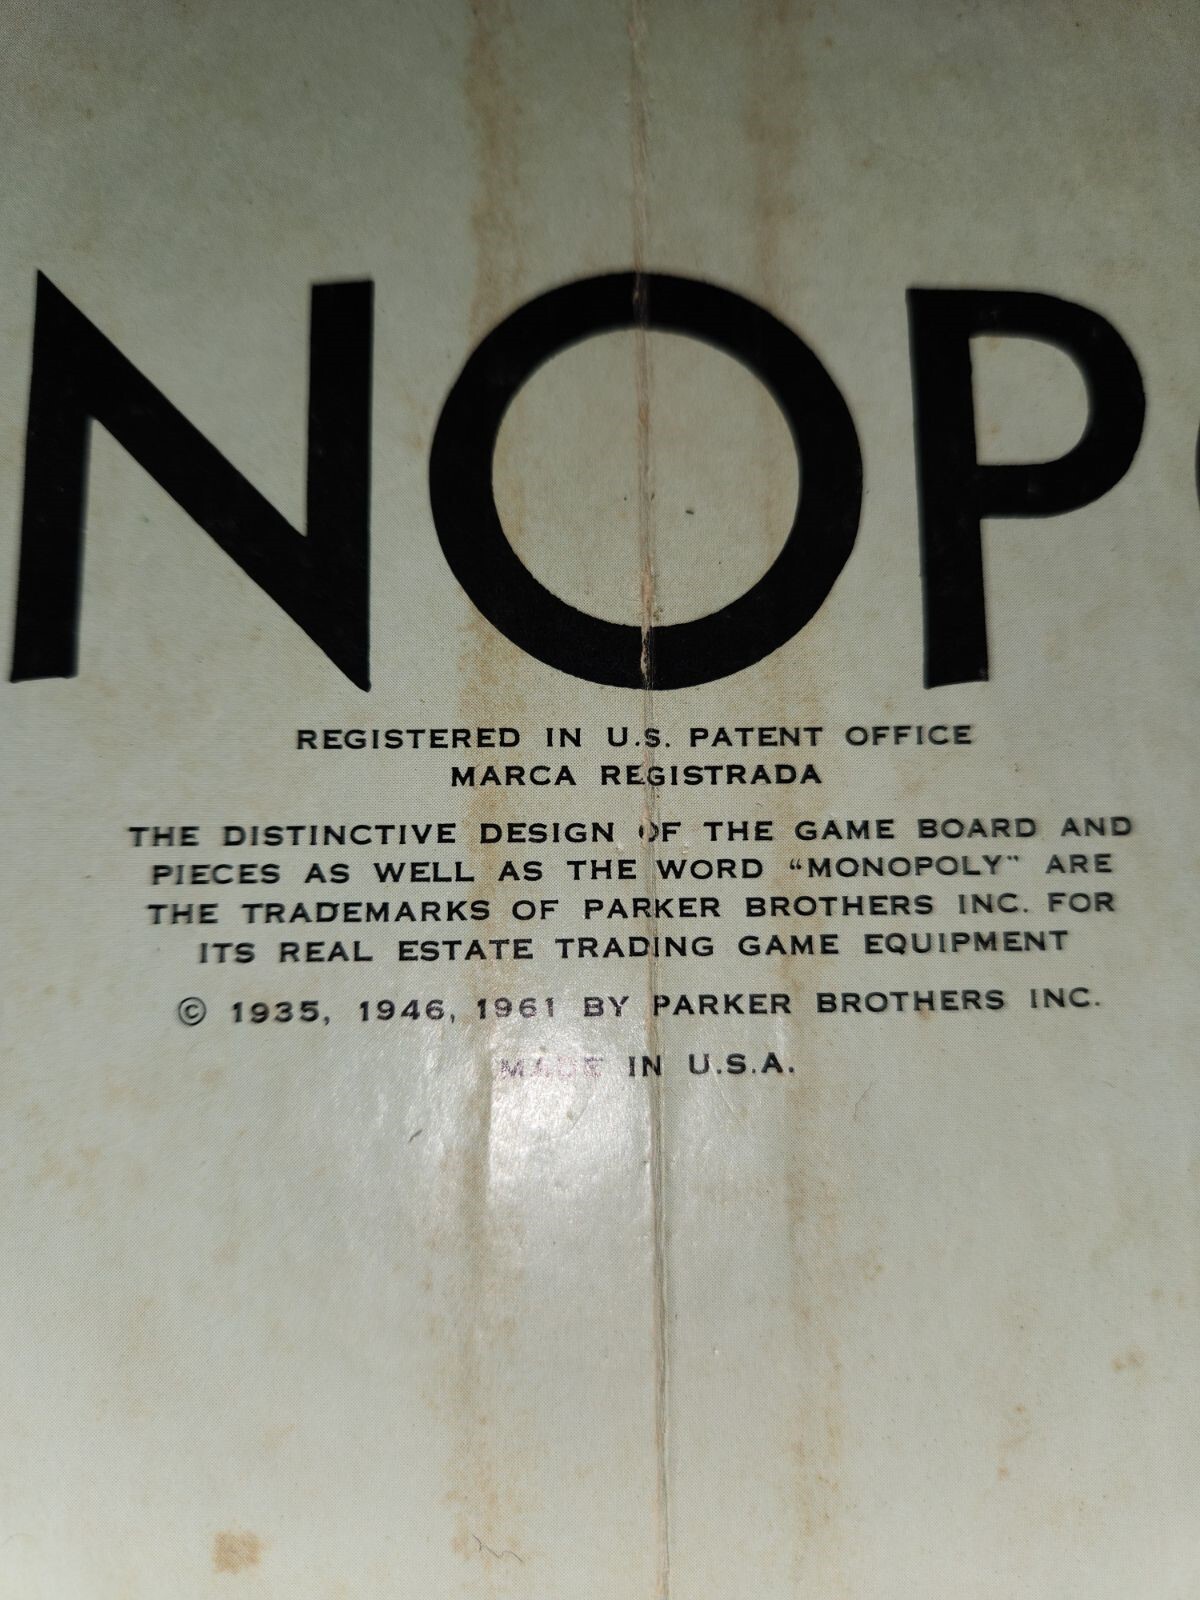 NOP
REGISTERED IN U.S. PATENT OFFICE
MARCA REGISTRADA
THE DISTINCTIVE DESIGN OF THE GAME BOARD AND
PIECES AS WELL AS THE WORD “MONOPOLY” ARE
THE TRADEMARKS OF PARKER BROTHERS INC. FOR
ITS REAL ESTATE TRADING GAME EQUIPMENT
© 1935, 1946, 1961 BY PARKER BROTHERS INC.
MADE IN U.S.A.